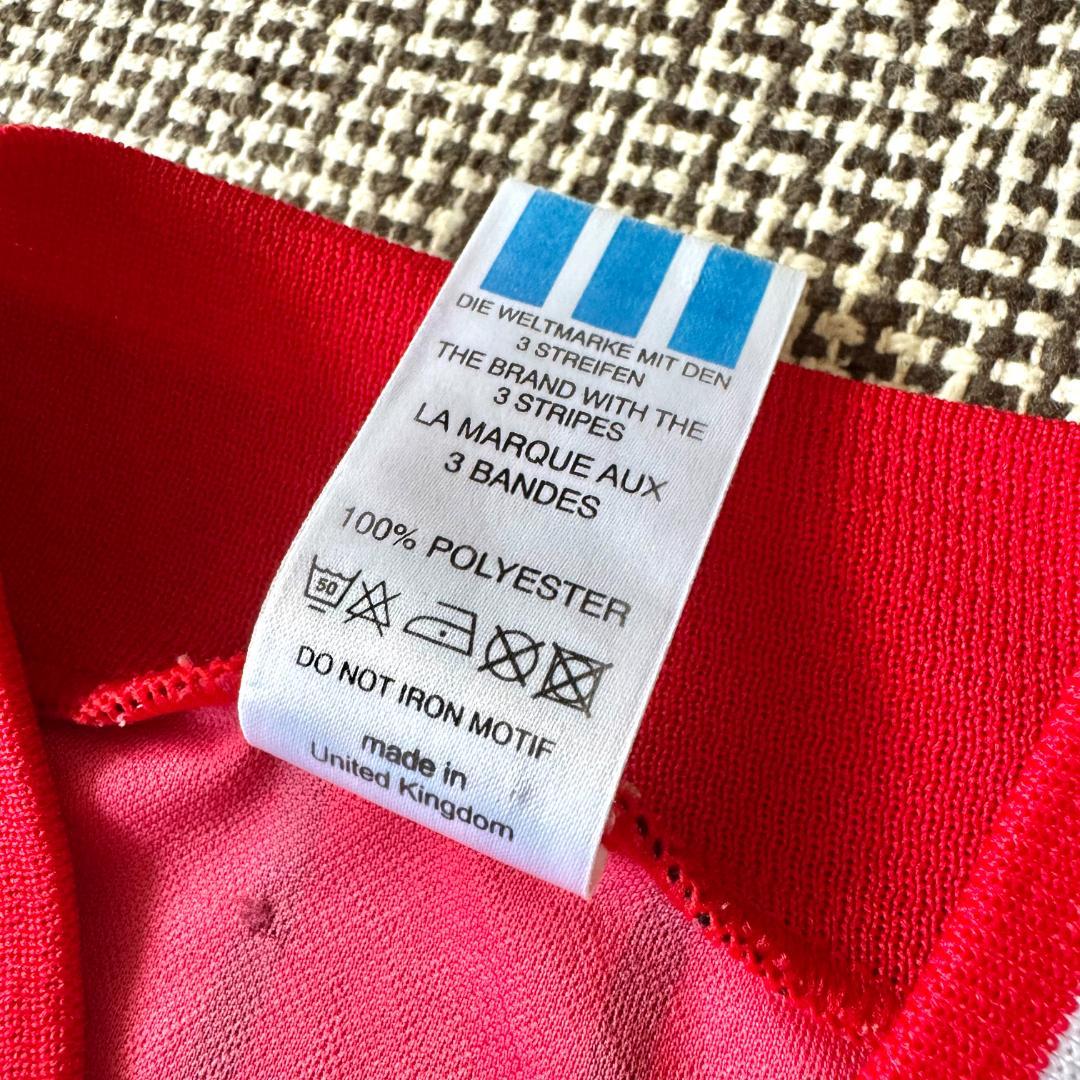 DIE WELTMARKE MIT DEN
3 STREIFEN
THE BRAND WITH THE
3 STRIPES
LA MARQUE AUX
3 BANDES
100% POLYESTER
50
DO NOT IRON MOTIF
made in
United Kingdom